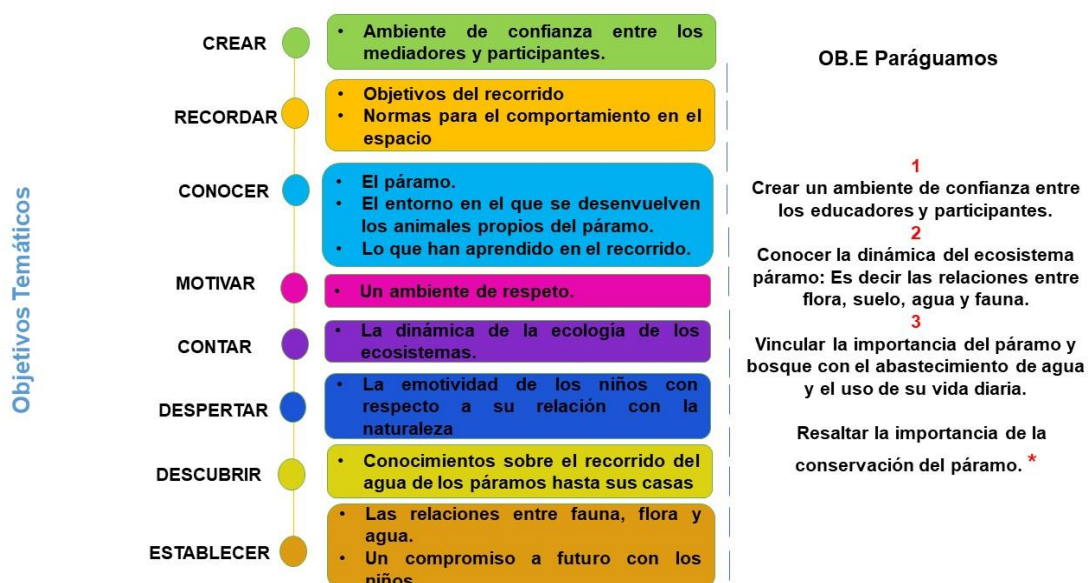 Objetivos Temáticos
CREAR
• Ambiente de confianza entre los
mediadores y participantes.
RECORDAR
• Objetivos del recorrido
• Normas para el comportamiento en el
espacio
CONOCER
• El páramo.
• El entorno en el que se desenvuelven
los animales propios del páramo.
• Lo que han aprendido en el recorrido.
MOTIVAR
• Un ambiente de respeto.
CONTAR
• La dinámica de la ecología de los
ecosistemas.
DESPERTAR
• La emotividad de los niños con
respecto a su relación con la
naturaleza
DESCUBRIR
• Conocimientos sobre el recorrido del
agua de los páramos hasta sus casas
ESTABLECER
• Las relaciones entre fauna, flora y
agua.
• Un compromiso a futuro con los
niños
OB.E Paráguamos
1
Crear un ambiente de confianza entre
los educadores y participantes.
2
Conocer la dinámica del ecosistema
páramo: Es decir las relaciones entre
flora, suelo, agua y fauna.
3
Vincular la importancia del páramo y
bosque con el abastecimiento de agua
y el uso de su vida diaria.
Resaltar la importancia de la
conservación del páramo. *